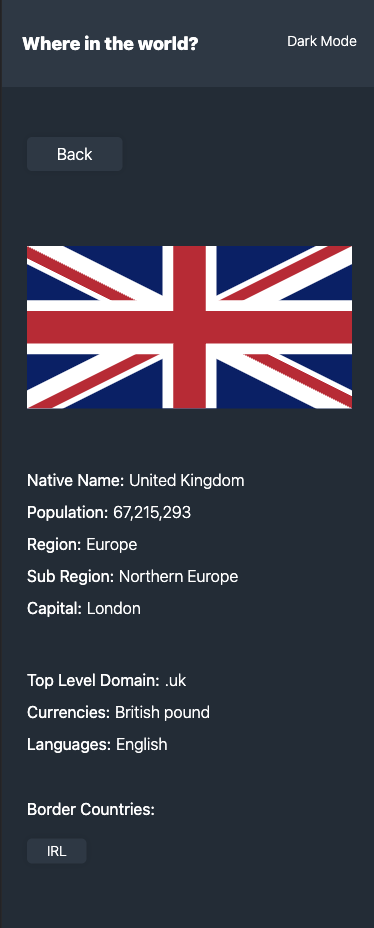 Where in the world?
Dark Mode
Back
Native Name: United Kingdom
Population: 67,215,293
Region: Europe
Sub Region: Northern Europe
Capital: London
Top Level Domain: .uk
Currencies: British pound
Languages: English
Border Countries:
IRL